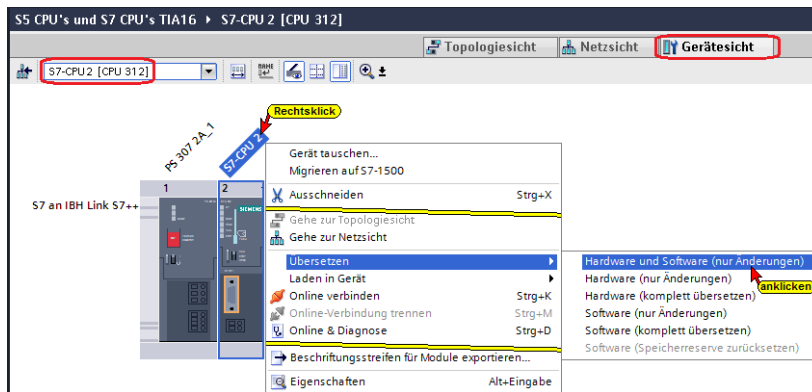 S5 CPU's und S7 CPU's TIA16 ▸ S7-CPU 2 [CPU 312]
Topologiesicht Netzsicht Gerätesicht
S7-CPU 2 [CPU 312]
Rechtsklick
PS 307 2A_1
S7-CPU 2
Gerät tauschen...
Migrieren auf S7-1500
1 2
Ausschneiden Strg+X
S7 an IBH Link S7++
SIEMENS
Gehe zur Topologiesicht
Gehe zur Netzsicht
Übersetzen
Hardware und Software (nur Änderungen)
Laden in Gerät
Hardware (nur Änderungen)
anklicken
Online verbinden Strg+K
Hardware (komplett übersetzen)
Online-Verbindung trennen Strg+M
Software (nur Änderungen)
Online & Diagnose Strg+D
Software (komplett übersetzen)
Software (Speicherreserve zurücksetzen)
Beschriftungsstreifen für Module exportieren...
Eigenschaften Alt+Eingabe